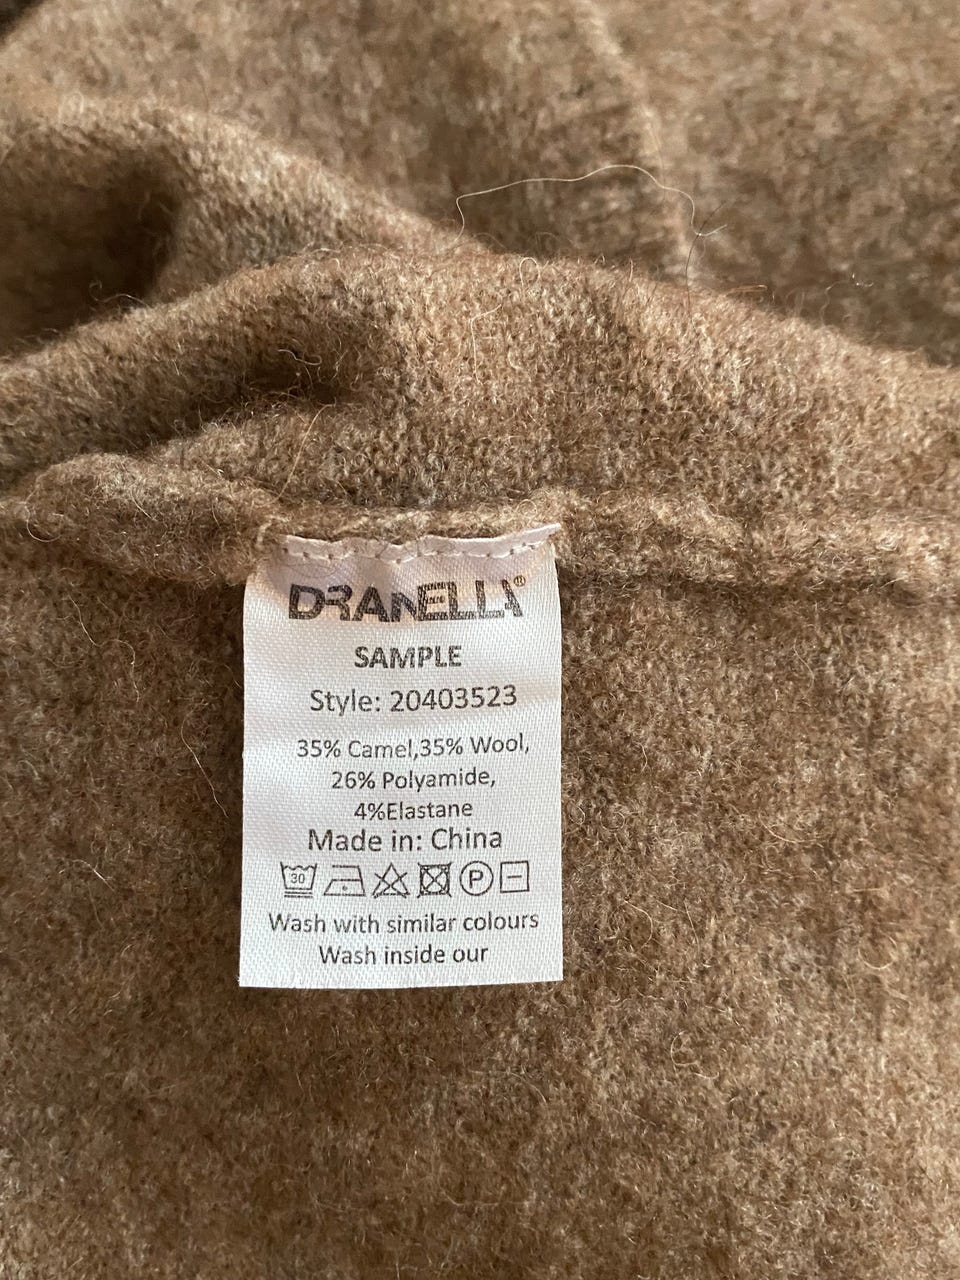 DRANELLA®
SAMPLE
Style: 20403523
35% Camel,35% Wool,
26% Polyamide,
4%Elastane
Made in: China
30 P
Wash with similar colours
Wash inside our